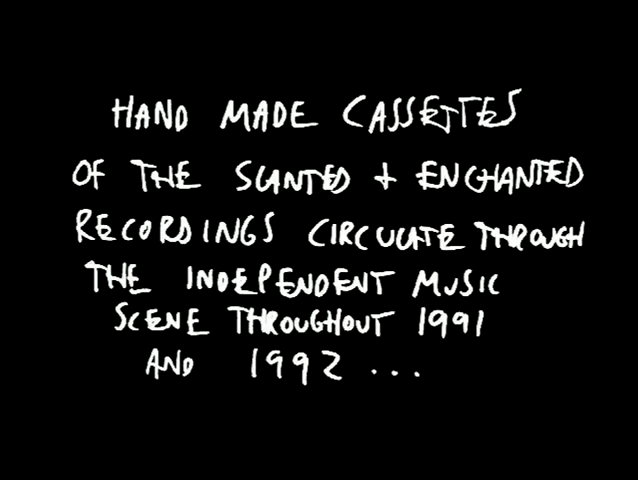 HAND MADE CASSETTES
OF THE SLANTED + ENCHANTED
RECORDINGS CIRCULATE THROUGH
THE INDEPENDENT MUSIC
SCENE THROUGHOUT 1991
AND 1992 ...